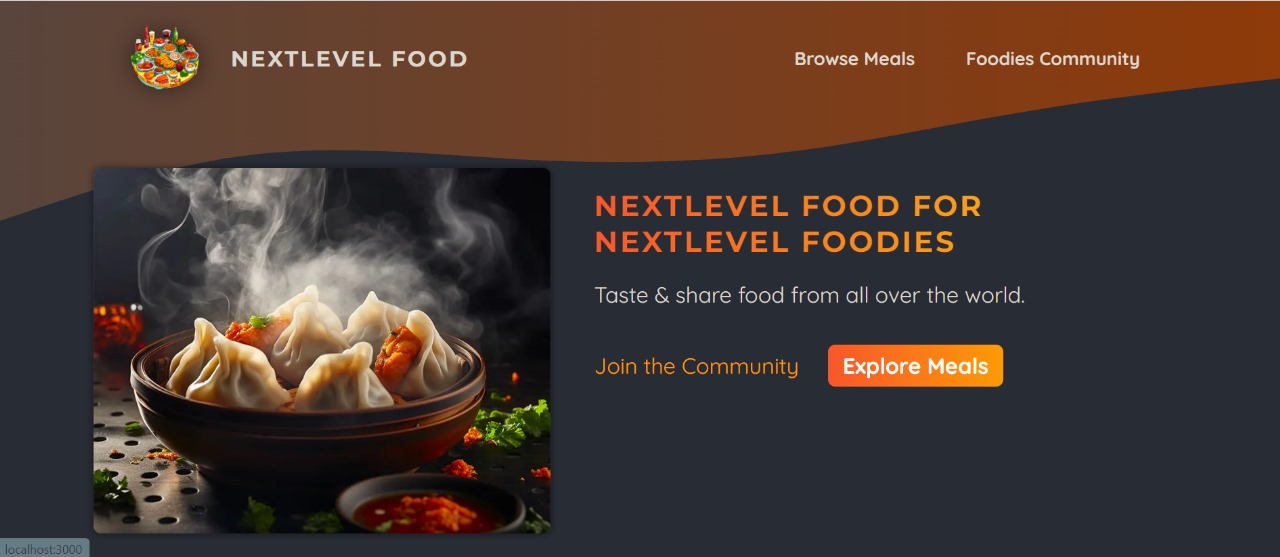 NEXTLEVEL FOOD
Browse Meals
Foodies Community
NEXTLEVEL FOOD FOR
NEXTLEVEL FOODIES
Taste & share food from all over the world.
Join the Community
Explore Meals
localhost:3000